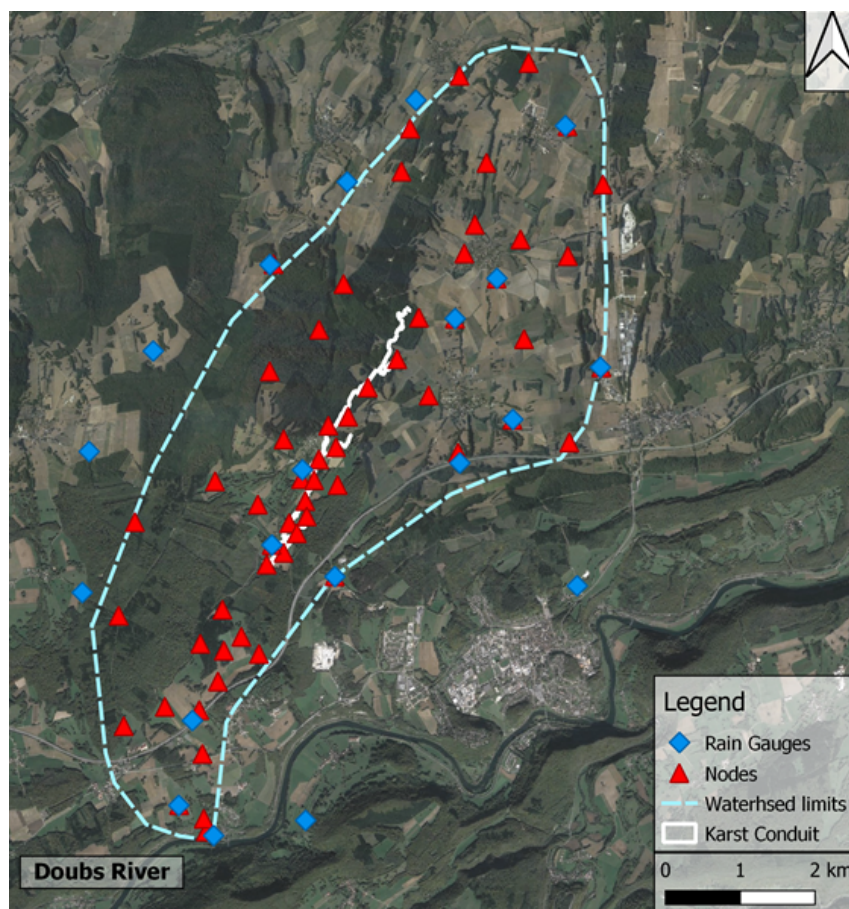 Legend
Rain Gauges
Nodes
Waterhsed limits
Karst Conduit
0 1 2 km
Doubs River